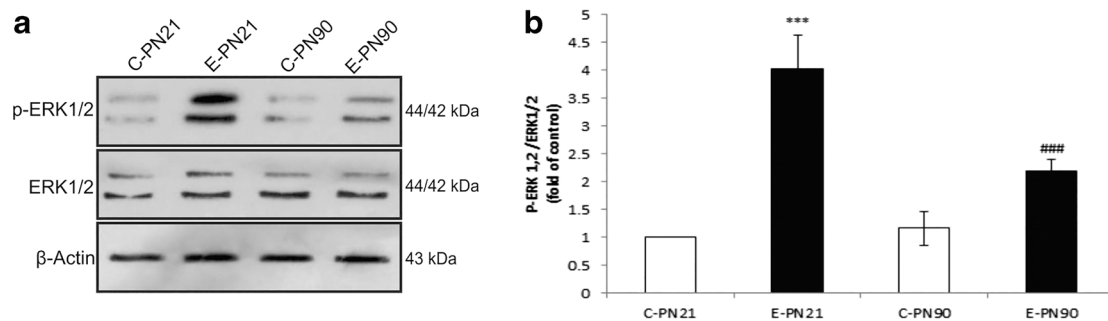 a
C-PN21 E-PN21 C-PN90 E-PN90
p-ERK1/2 44/42 kDa
ERK1/2 44/42 kDa
β-Actin 43 kDa
b
P-ERK 1,2 /ERK1/2
(fold of control)
5
4.5
4
3.5
3
2.5
2
1.5
1
0.5
0
***
###
C-PN21 E-PN21 C-PN90 E-PN90